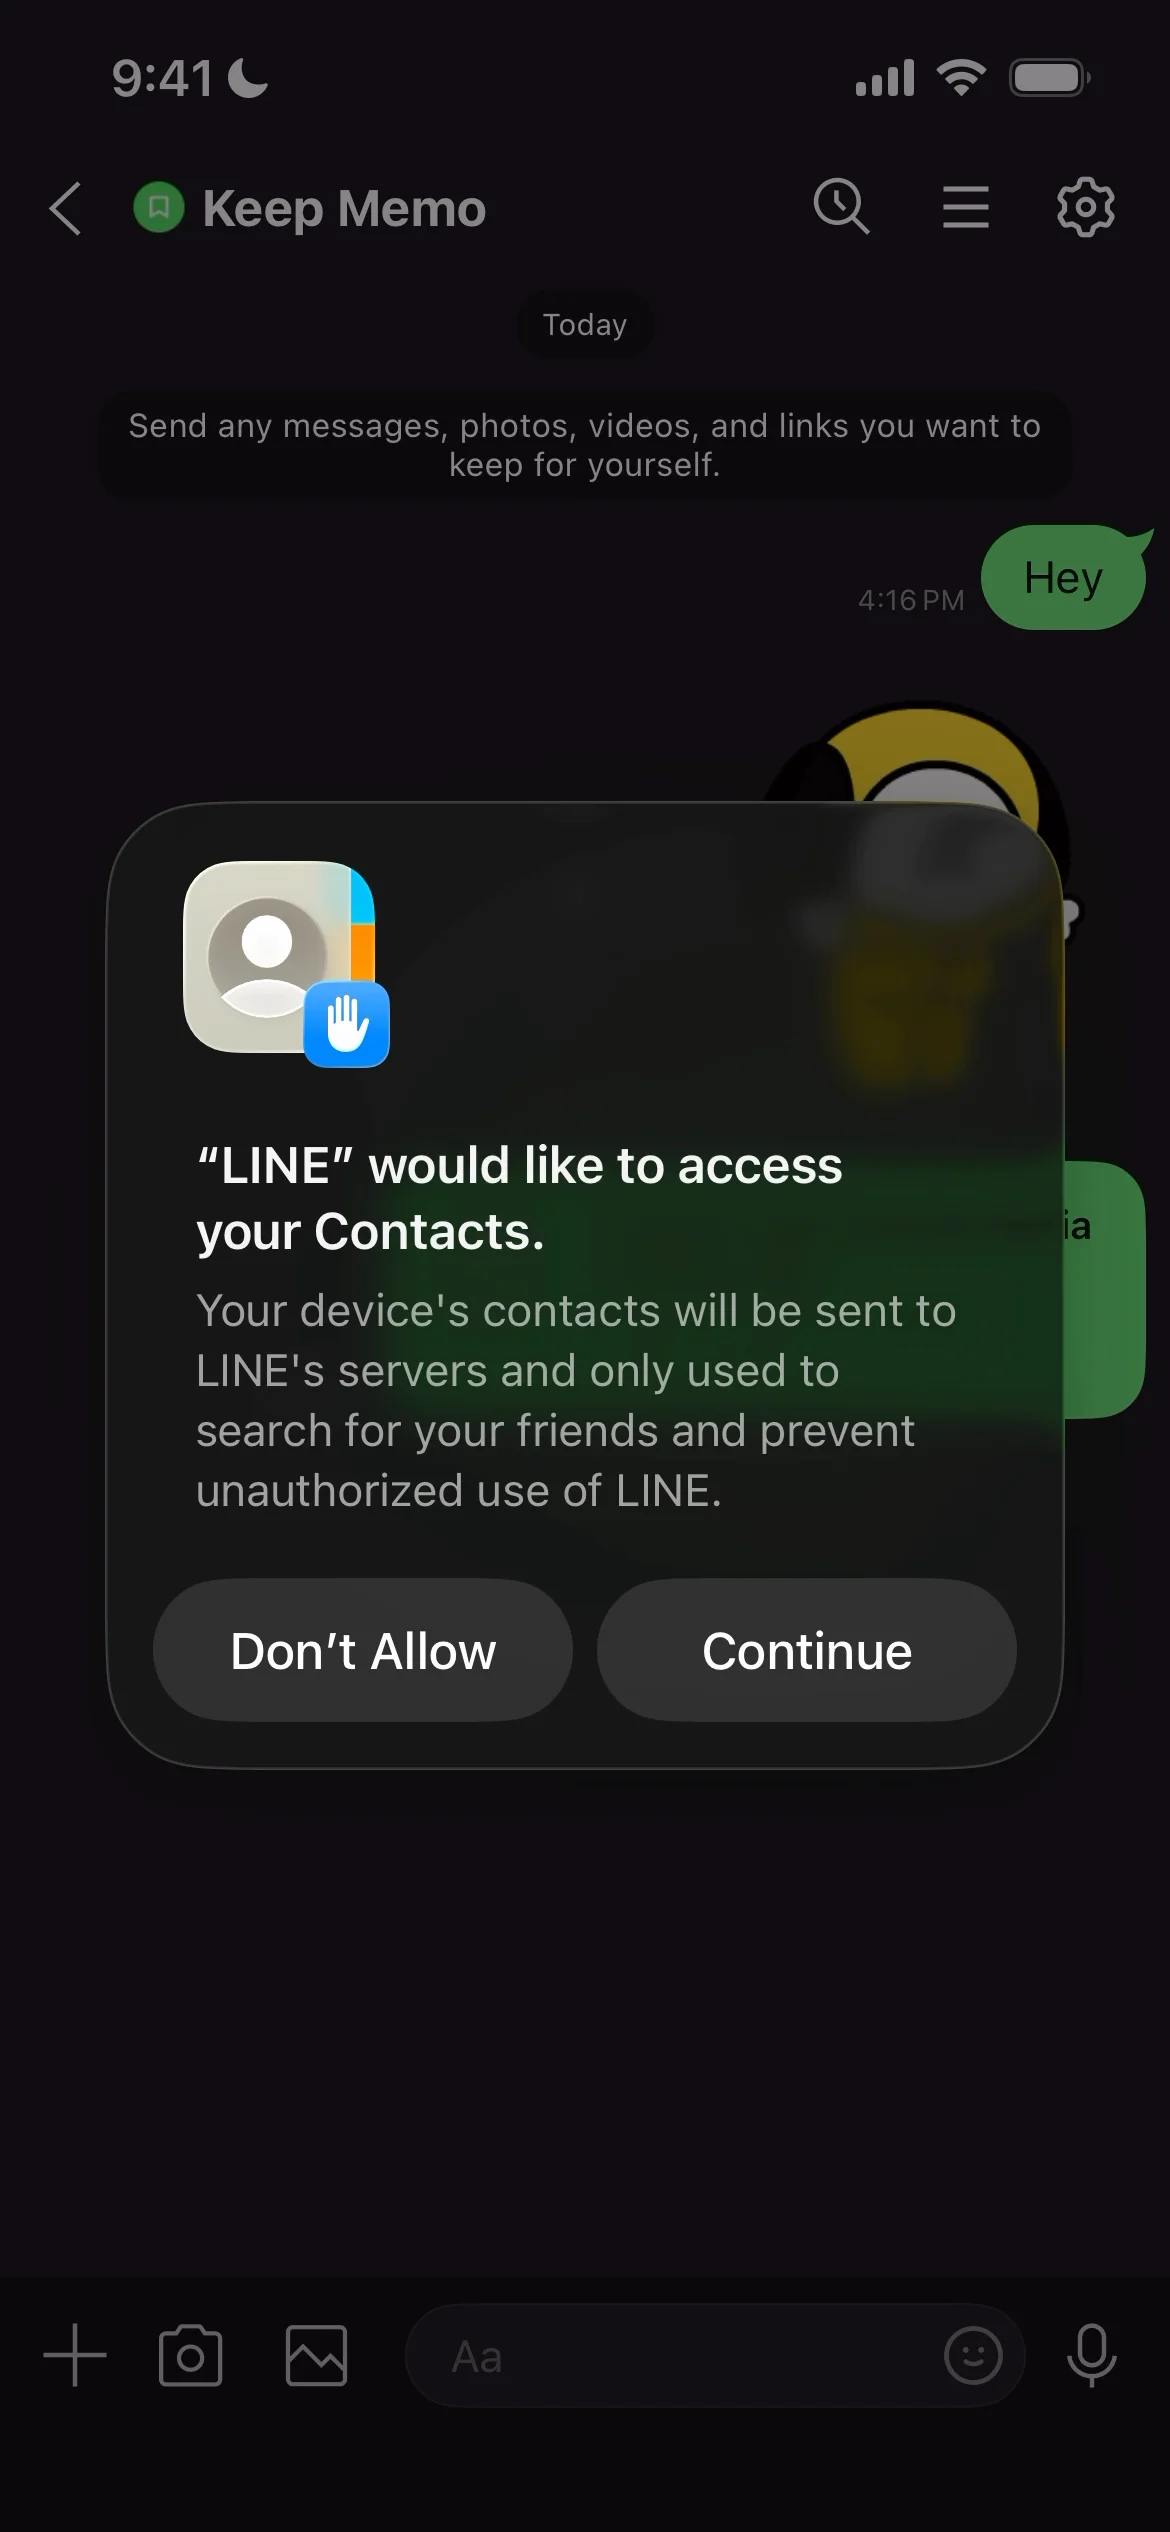 9:41
Keep Memo
Today
Send any messages, photos, videos, and links you want to
keep for yourself.
Hey
4:16 PM
“LINE” would like to access
your Contacts.
Your device's contacts will be sent to
LINE's servers and only used to
search for your friends and prevent
unauthorized use of LINE.
Don’t Allow
Continue
Aa